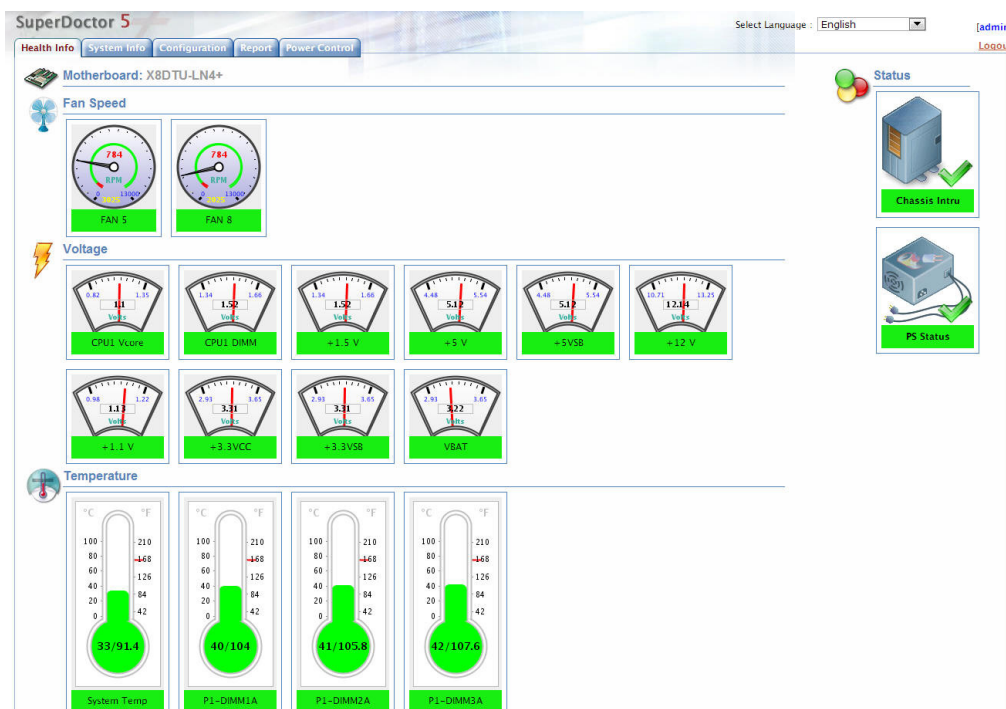 SuperDoctor 5
Select Language : English
[admi
Logou
Health Info System Info Configuration Report Power Control
Motherboard: X8DTU-LN4+
Status
Fan Speed
784 784
RPM RPM
0 13000 0 13000
FAN 5 FAN 8
Chassis Intru
Voltage
0.82 1.35 1.34 1.66 1.34 1.66 4.48 5.54 4.48 5.54 10.71 13.25
1.1 1.52 1.52 5.12 5.12 12.14
Volts Volts Volts Volts Volts Volts
CPU1 Vcore CPU1 DIMM +1.5 V +5 V +5VSB +12 V
PS Status
0.98 1.22 2.93 3.65 2.93 3.65 2.93 3.65
1.13 3.31 3.31 3.22
Volts Volts Volts Volts
+1.1 V +3.3VCC +3.3VSB VBAT
Temperature
°C °F °C °F °C °F °C °F
100 210 100 210 100 210 100 210
80 168 80 168 80 168 80 168
60 126 60 126 60 126 60 126
40 84 40 84 40 84 40 84
20 42 20 42 20 42 20 42
0 0 0 0
33/91.4 40/104 41/105.8 42/107.6
System Temp P1-DIMM1A P1-DIMM2A P1-DIMM3A